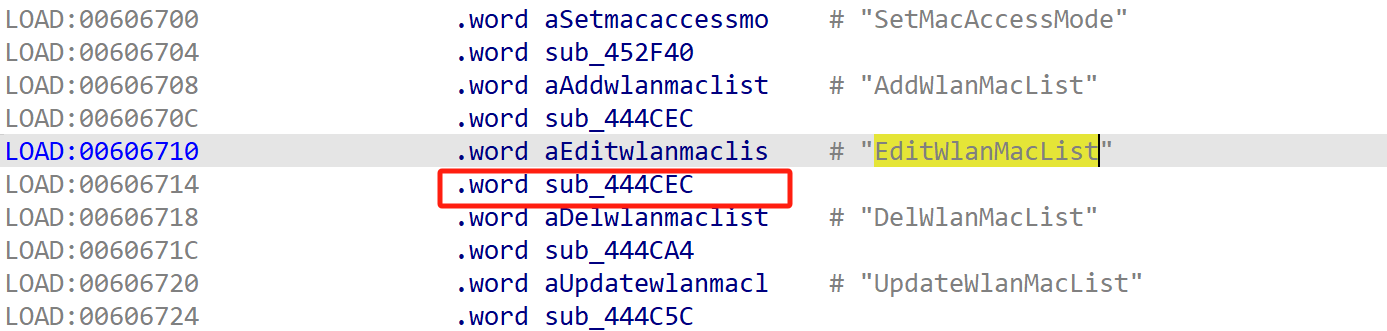 LOAD:00606700 .word aSetmacaccessmo # "SetMacAccessMode"
LOAD:00606704 .word sub_452F40
LOAD:00606708 .word aAddwlanmaclist # "AddWlanMacList"
LOAD:0060670C .word sub_444CEC
LOAD:00606710 .word aEditwlanmaclis # "EditWlanMacList"
LOAD:00606714 .word sub_444CEC
LOAD:00606718 .word aDelwlanmaclist # "DelWlanMacList"
LOAD:0060671C .word sub_444CA4
LOAD:00606720 .word aUpdatewlanmacl # "UpdateWlanMacList"
LOAD:00606724 .word sub_444C5C